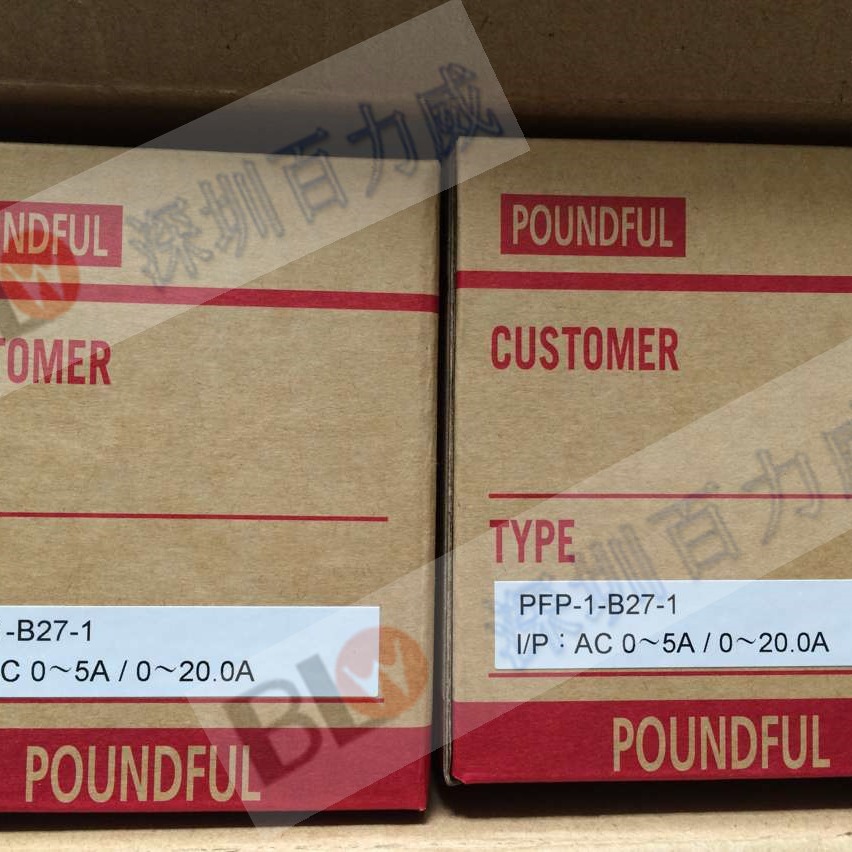 深圳百力威
NDFUL
TOMER
-B27-1
C 0～5A / 0～20.0A
POUNDFUL
POUNDFUL
CUSTOMER
TYPE
PFP-1-B27-1
I/P：AC 0～5A / 0～20.0A
POUNDFUL
深圳百力威
BLW